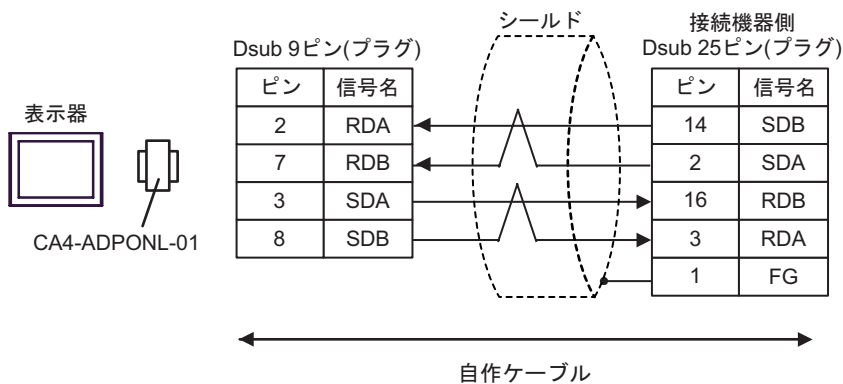 シールド
接続機器側
Dsub 9ピン(プラグ)
Dsub 25ピン(プラグ)
表示器
CA4-ADPONL-01
ピン 信号名
2 RDA
7 RDB
3 SDA
8 SDB
ピン 信号名
14 SDB
2 SDA
16 RDB
3 RDA
1 FG
自作ケーブル